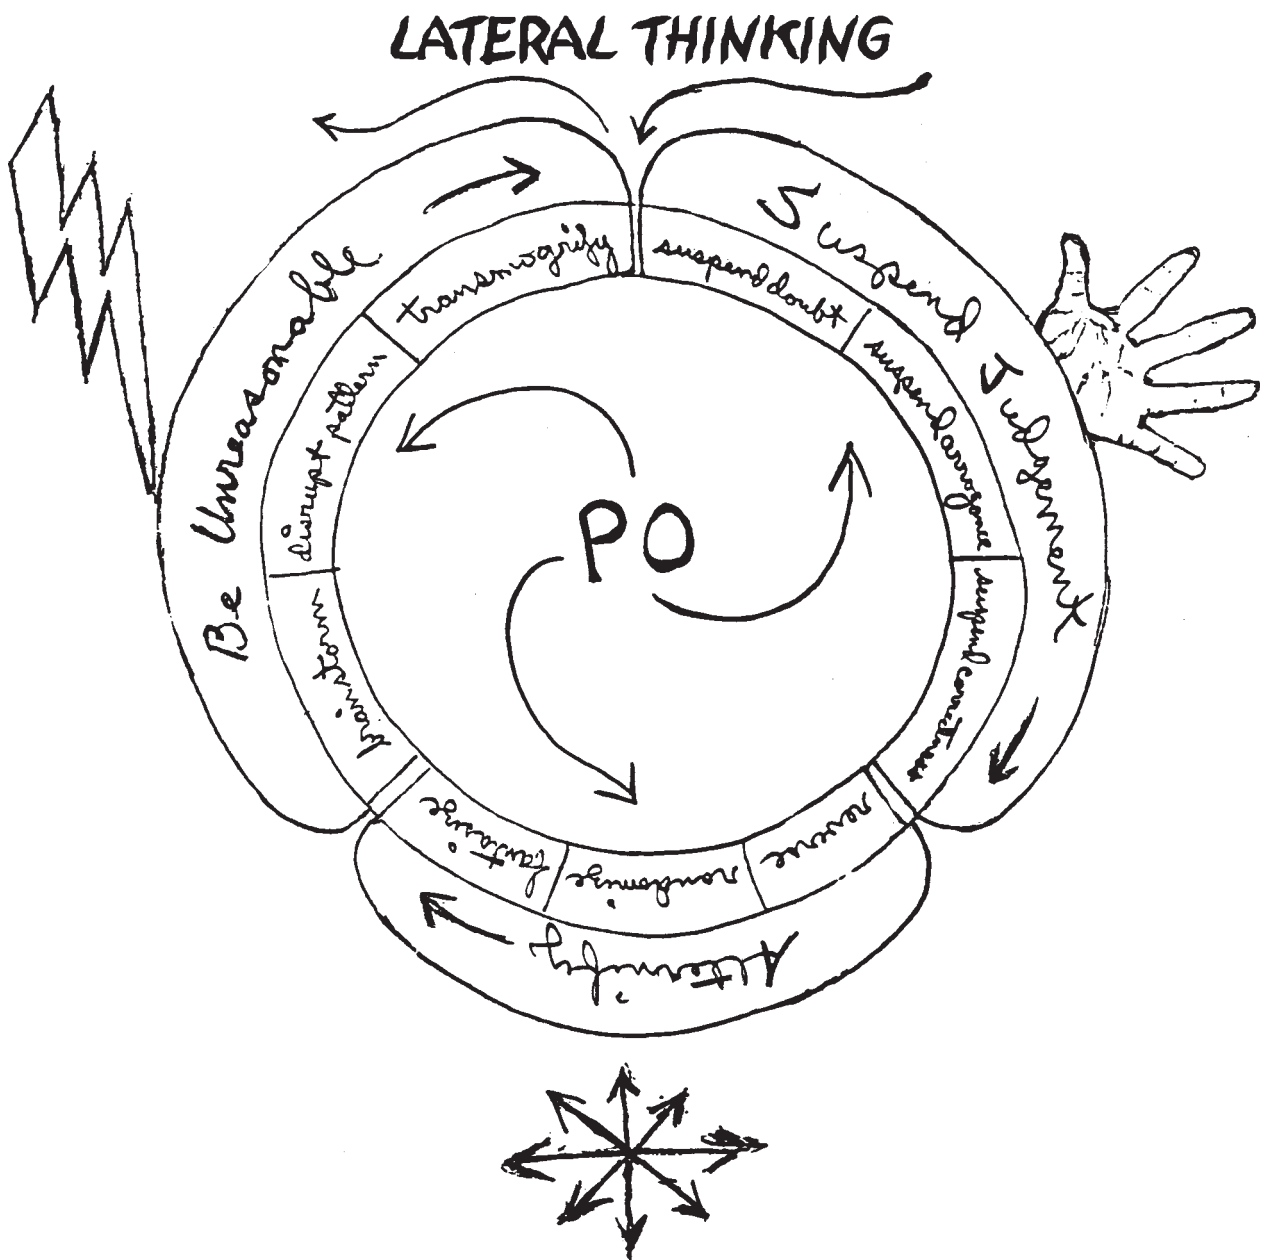 LATERAL THINKING
Suspend Judgement
suspend doubt
suspend arrogance
suspend correctness
Alternify
reverse
randomize
fantasize
Be Unreasonable
brainstorm
disrupt pattern
transmogrify
PO